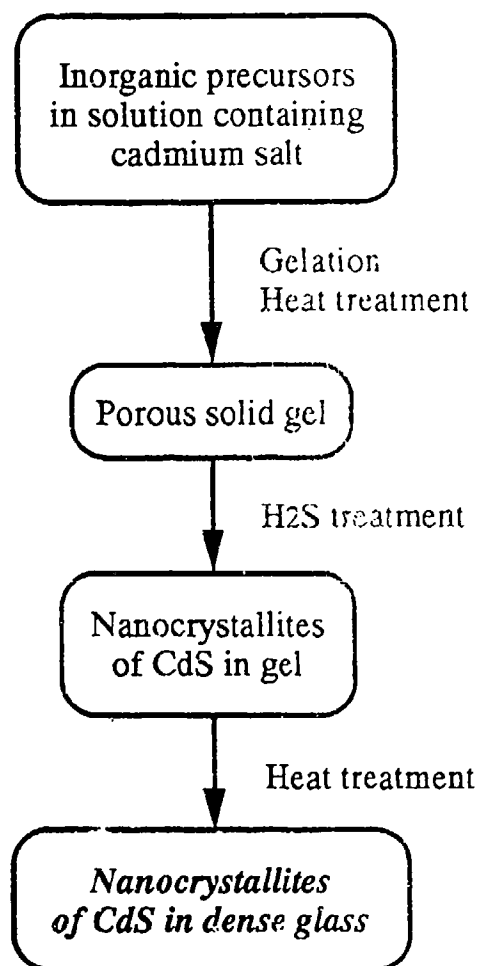 Inorganic precursors
in solution containing
cadmium salt
Gelation
Heat treatment
Porous solid gel
H2S treatment
Nanocrystallites
of CdS in gel
Heat treatment
Nanocrystallites
of CdS in dense glass